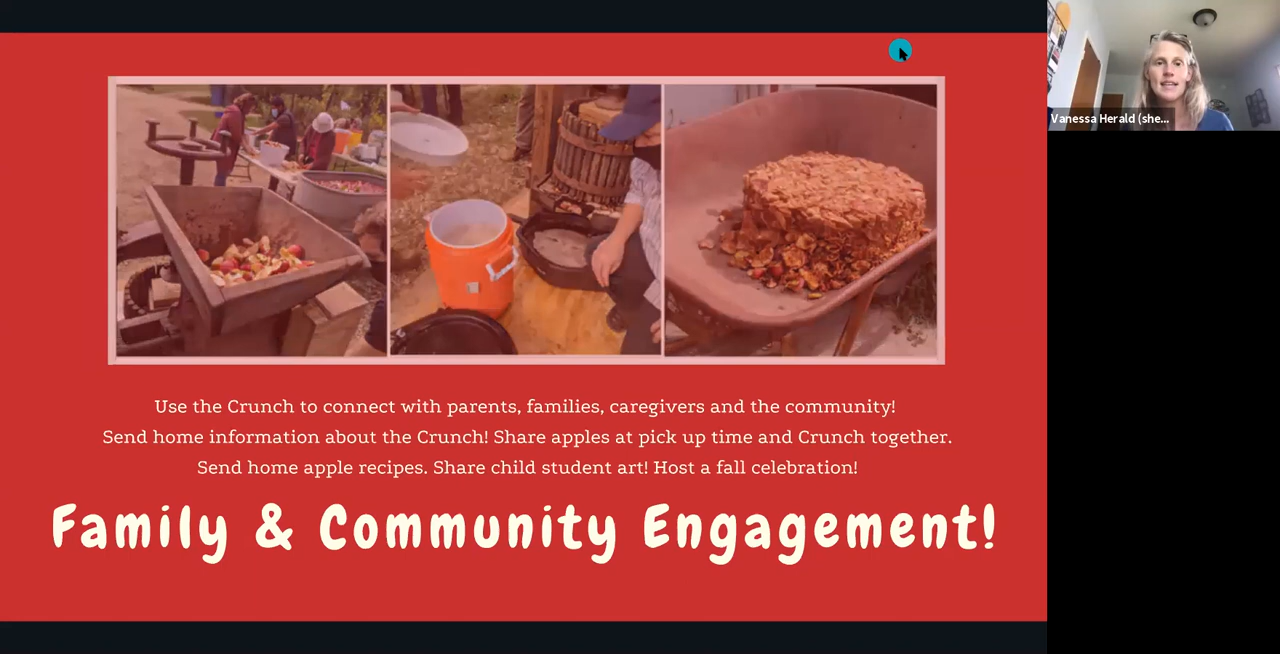 Vanessa Herald (she...
Use the Crunch to connect with parents, families, caregivers and the community!
Send home information about the Crunch! Share apples at pick up time and Crunch together.
Send home apple recipes. Share child student art! Host a fall celebration!
Family & Community Engagement!